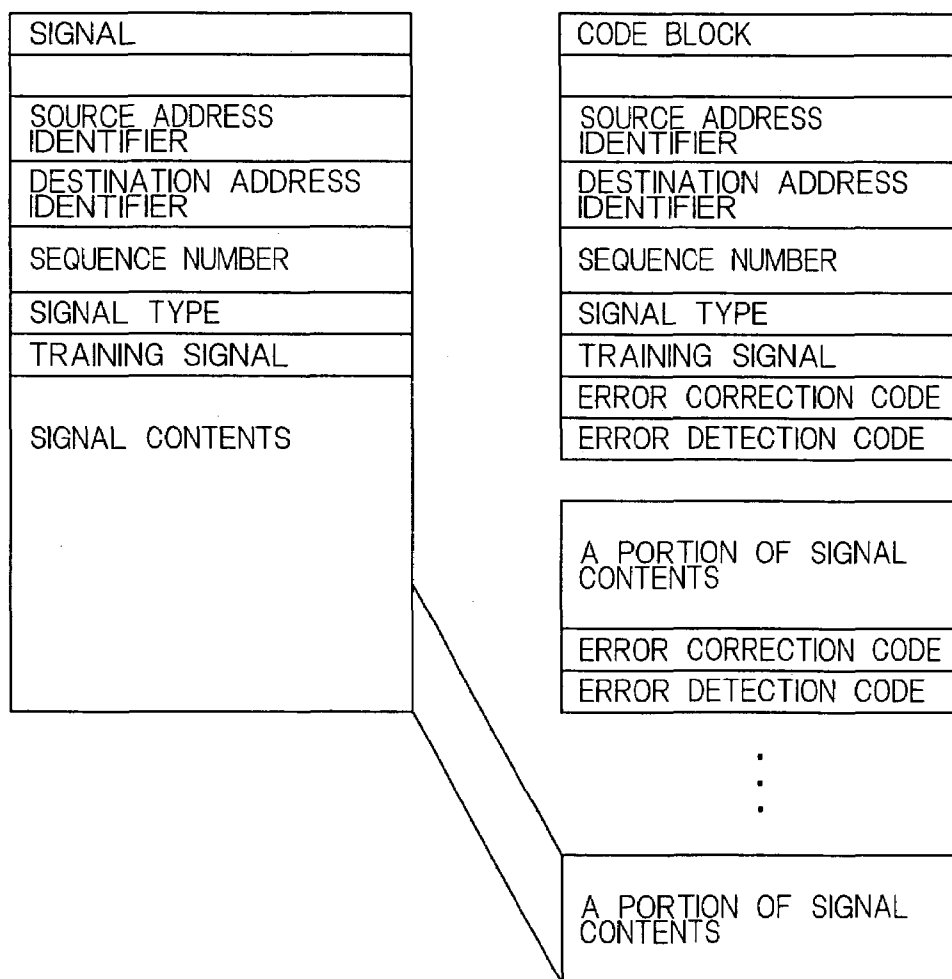 SIGNAL
SOURCE ADDRESS
IDENTIFIER
DESTINATION ADDRESS
IDENTIFIER
SEQUENCE NUMBER
SIGNAL TYPE
TRAINING SIGNAL
SIGNAL CONTENTS
CODE BLOCK
SOURCE ADDRESS
IDENTIFIER
DESTINATION ADDRESS
IDENTIFIER
SEQUENCE NUMBER
SIGNAL TYPE
TRAINING SIGNAL
ERROR CORRECTION CODE
ERROR DETECTION CODE
A PORTION OF SIGNAL
CONTENTS
ERROR CORRECTION CODE
ERROR DETECTION CODE
A PORTION OF SIGNAL
CONTENTS